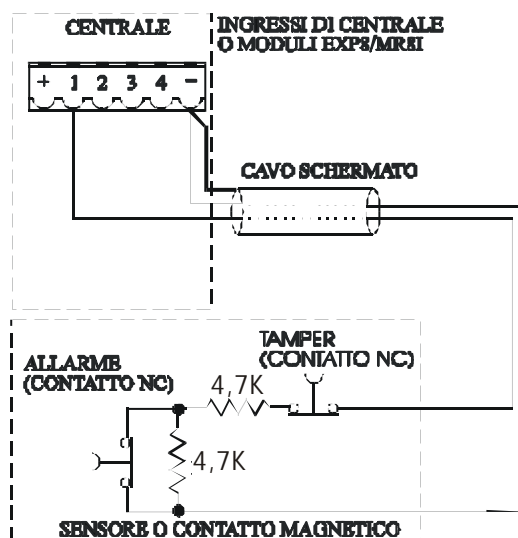 CENTRALE
INGRESSI DI CENTRALE
O MODULI EXP8/MR8I
+ 1 2 3 4 −
CAVO SCHERMATO
TAMPER
(CONTATTO NC)
ALLARME
(CONTATTO NC)
4,7K
4,7K
SENSORE O CONTATTO MAGNETICO